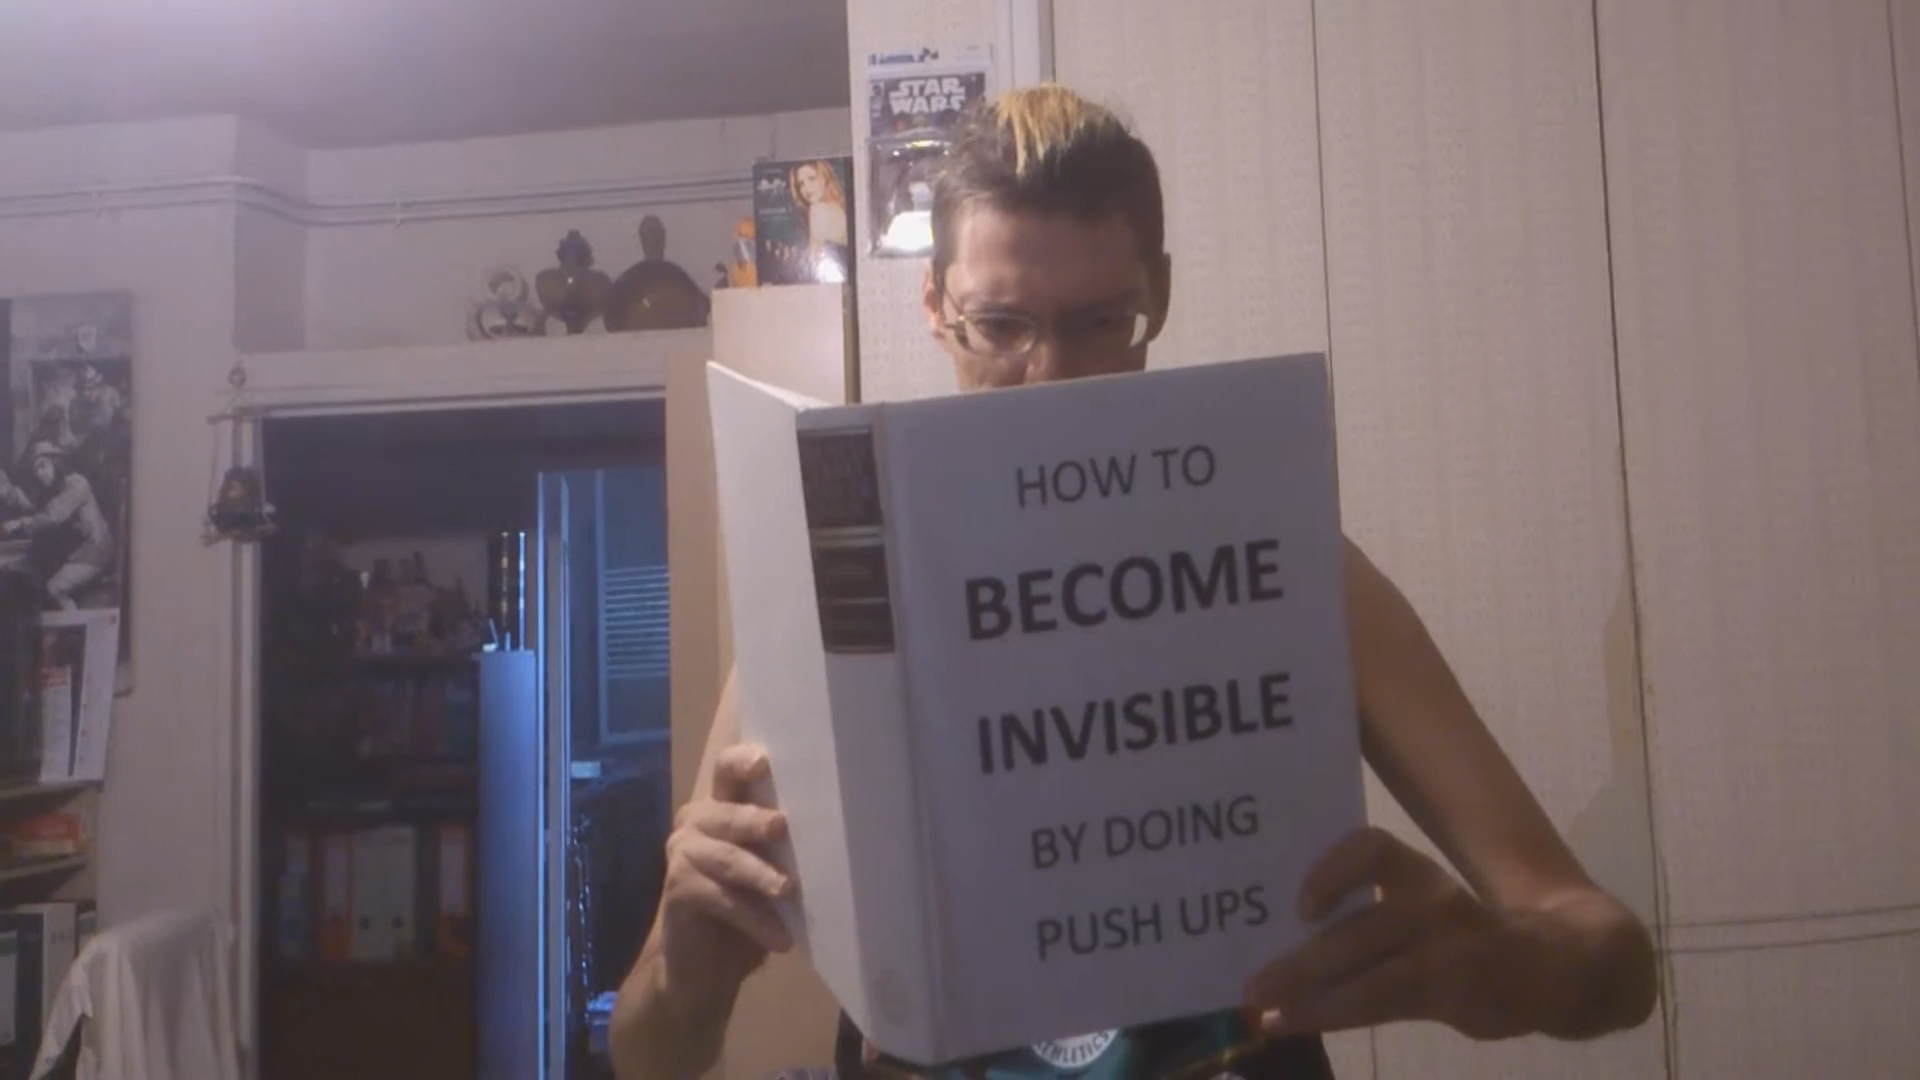 STAR
WARS
HOW TO
BECOME
INVISIBLE
BY DOING
PUSH UPS